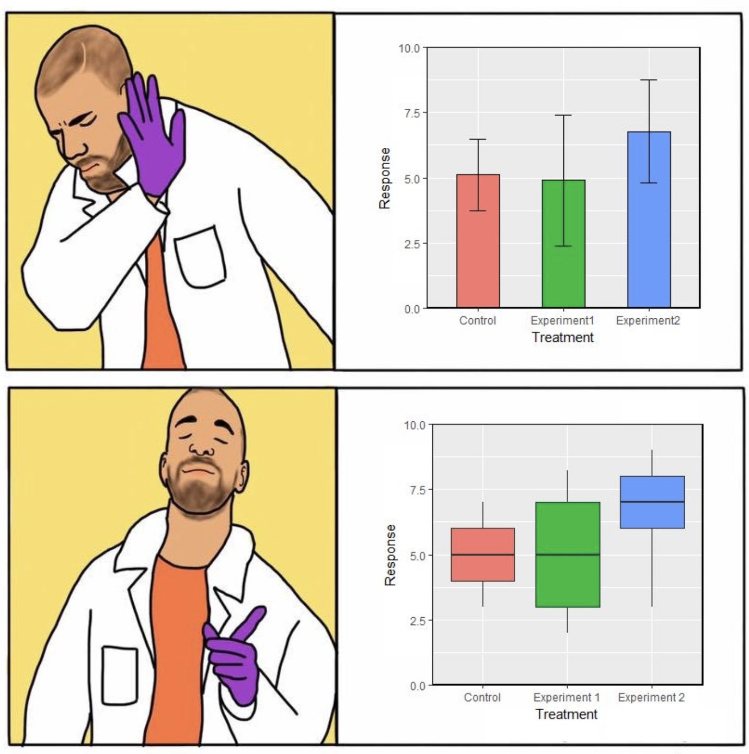 10.0
7.5
5.0
2.5
0.0
Response
Control Experiment1 Experiment2
Treatment
10.0
7.5
5.0
2.5
0.0
Response
Control Experiment 1 Experiment 2
Treatment